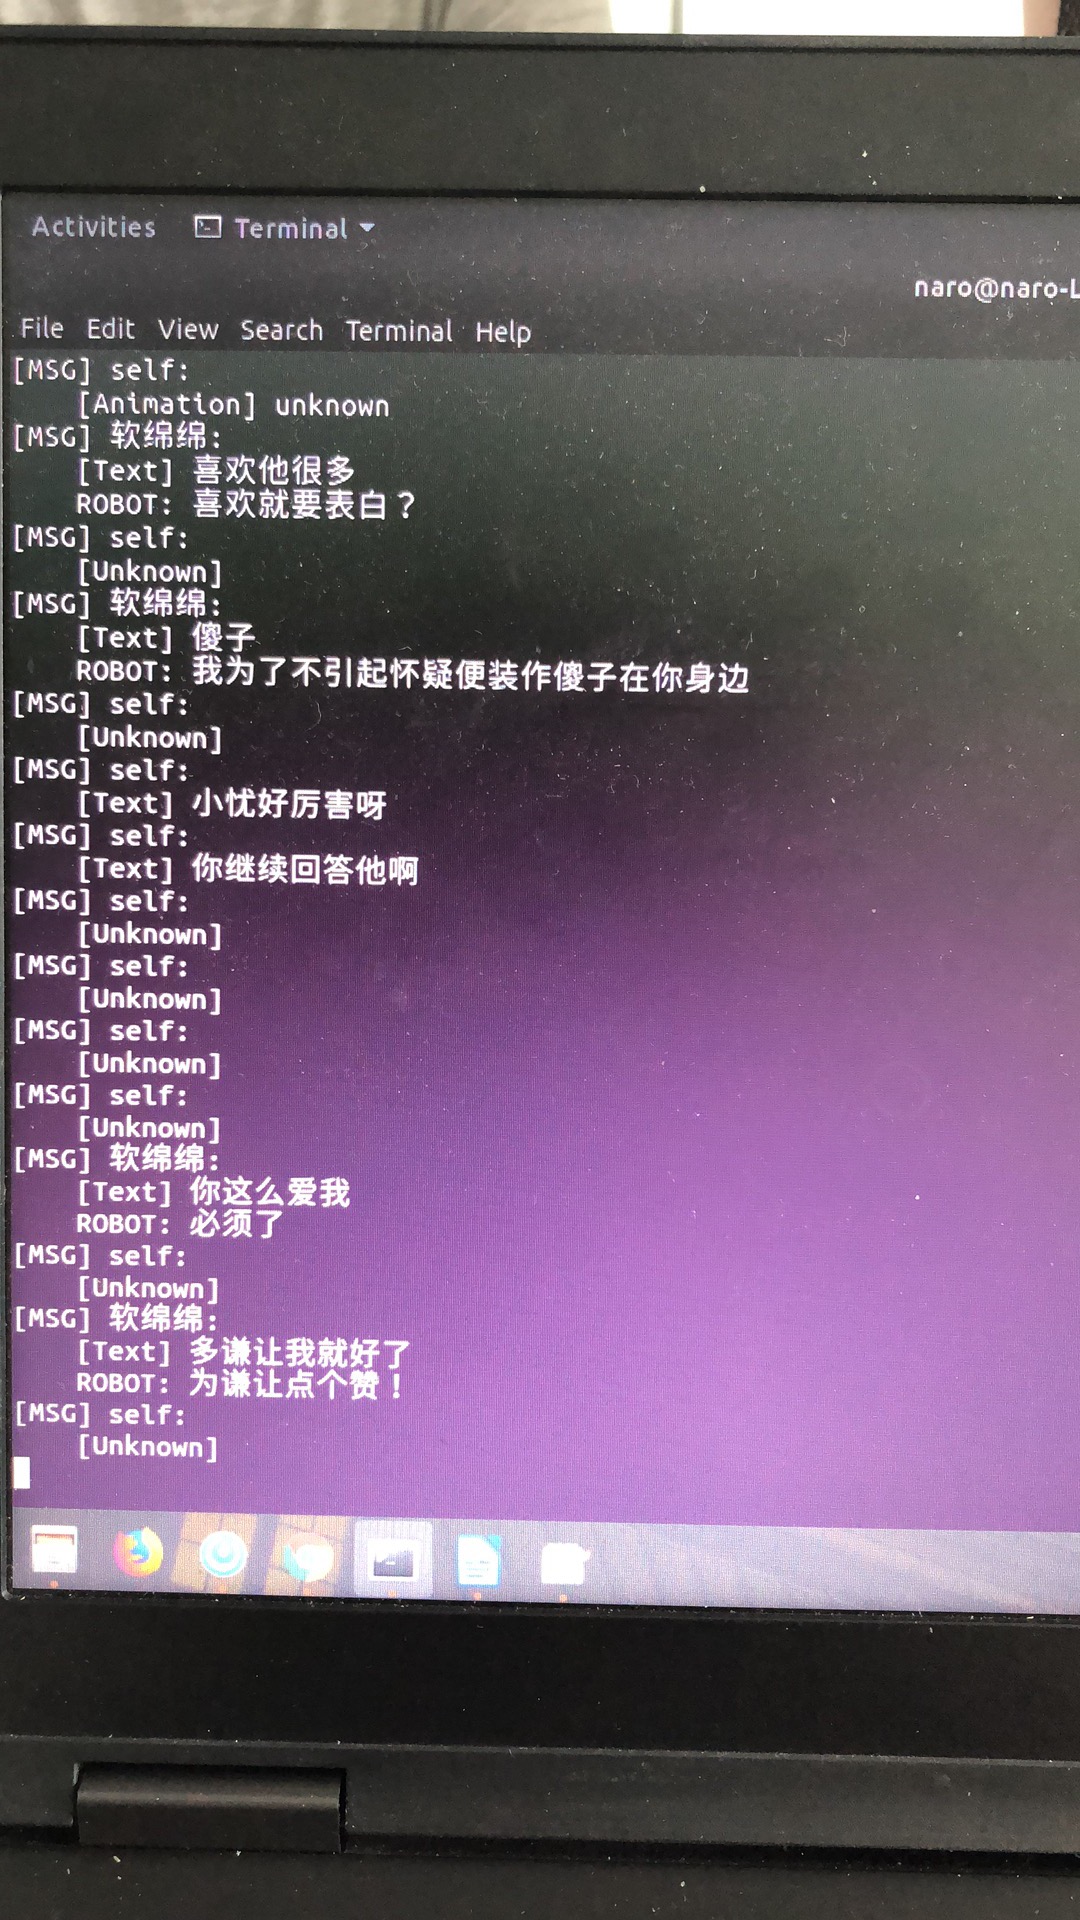 Activities Terminal
naro@naro-L
File Edit View Search Terminal Help
[MSG] self:
[Animation] unknown
[MSG] 软绵绵:
[Text] 喜欢他很多
ROBOT: 喜欢就要表白？
[MSG] self:
[Unknown]
[MSG] 软绵绵:
[Text] 傻子
ROBOT: 我为了不引起怀疑便装作傻子在你身边
[MSG] self:
[Unknown]
[MSG] self:
[Text] 小忧好厉害呀
[MSG] self:
[Text] 你继续回答他啊
[MSG] self:
[Unknown]
[MSG] self:
[Unknown]
[MSG] self:
[Unknown]
[MSG] self:
[Unknown]
[MSG] 软绵绵:
[Text] 你这么爱我
ROBOT: 必须了
[MSG] self:
[Unknown]
[MSG] 软绵绵:
[Text] 多谦让我就好了
ROBOT: 为谦让点个赞！
[MSG] self:
[Unknown]